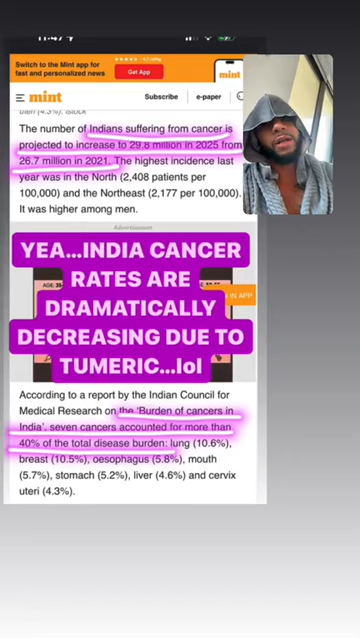 Switch to the Mint app for
fast and personalized news
Get App
mint
mint
Subscribe
e-paper
The number of Indians suffering from cancer is
projected to increase to 29.8 million in 2025 from
26.7 million in 2021. The highest incidence last
year was in the North (2,408 patients per
100,000) and the Northeast (2,177 per 100,000).
It was higher among men.
Advertisement
YEA...INDIA CANCER
RATES ARE
DRAMATICALLY
DECREASING DUE TO
TUMERIC...lol
IN APP
According to a report by the Indian Council for
Medical Research on the 'Burden of cancers in
India', seven cancers accounted for more than
40% of the total disease burden: lung (10.6%),
breast (10.5%), oesophagus (5.8%), mouth
(5.7%), stomach (5.2%), liver (4.6%) and cervix
uteri (4.3%).